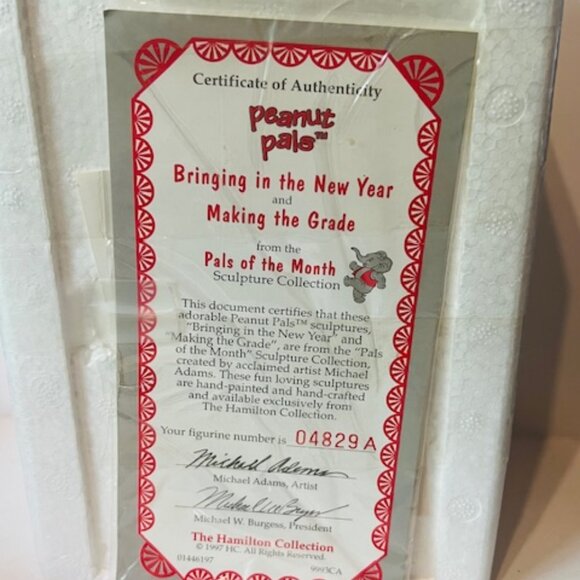 Certificate of Authenticity
peanut
pals™
Bringing in the New Year
and
Making the Grade
from the
Pals of the Month
Sculpture Collection
This document certifies that these
adorable Peanut Pals™ sculptures,
"Bringing in the New Year" and
"Making the Grade", are from the "Pals
of the Month" Sculpture Collection,
created by acclaimed artist Michael
Adams. These fun loving sculptures
are hand-painted and hand-crafted
and available exclusively from
The Hamilton Collection.
Your figurine number is 04829A
Michael Adams
Michael Adams, Artist
Michael W. Burgess, President
The Hamilton Collection
© 1997 HC. All Rights Reserved.
01446197
9993CA